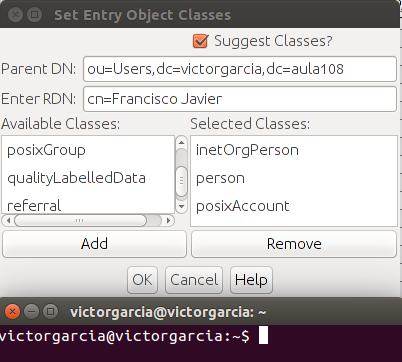 Set Entry Object Classes
Suggest Classes?
Parent DN: ou=Users,dc=victorgarcia,dc=aula108
Enter RDN: cn=Francisco Javier
Available Classes: Selected Classes:
posixGroup inetOrgPerson
qualityLabelledData person
referral posixAccount
Add Remove
OK Cancel Help
victorgarcia@victorgarcia: ~
victorgarcia@victorgarcia:~$